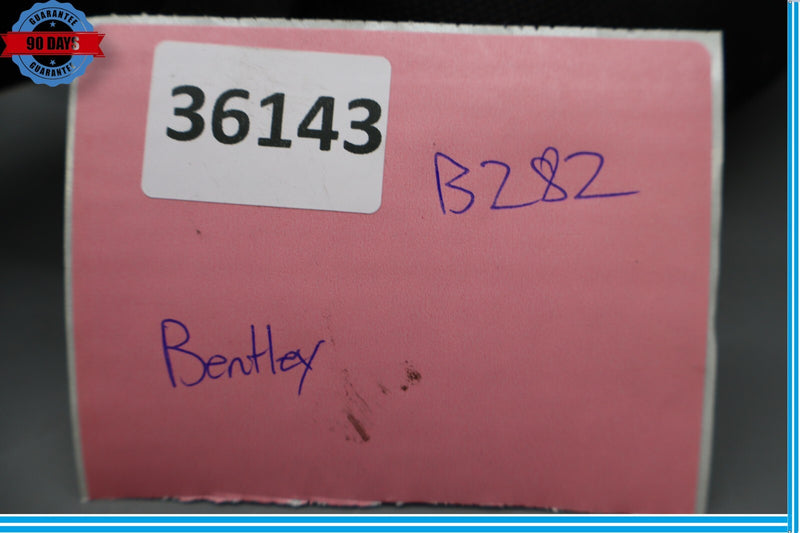 GUARANTEE
90 DAYS
GUARANTEE
36143
B282
Bentley